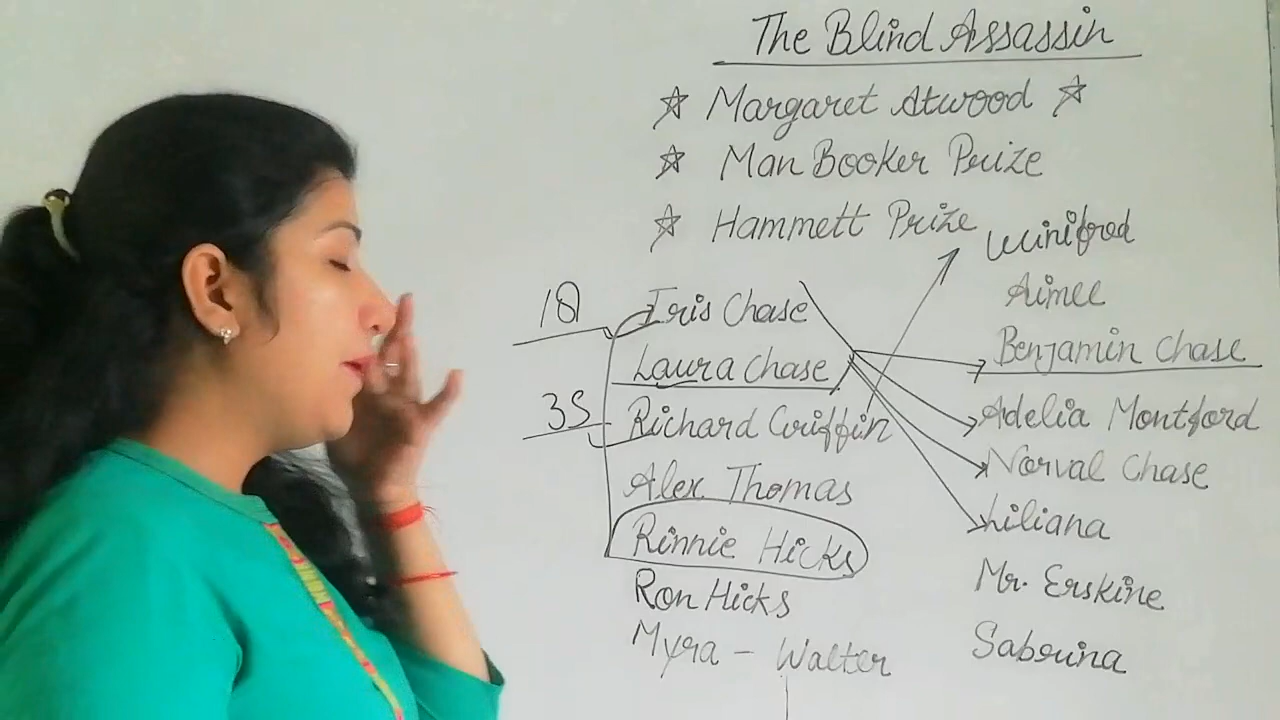 The Blind Assassin
☆ Margaret Atwood ☆
☆ Man Booker Prize
☆ Hammett Prize
18 Iris Chase
Laura Chase
35 Richard Griffin
Alex Thomas
Rinnie Hicks
Ron Hicks
Myra - Walter
Winifred
Aimee
Benjamin Chase
Adelia Montford
Norval Chase
Liliana
Mr. Erskine
Sabrina